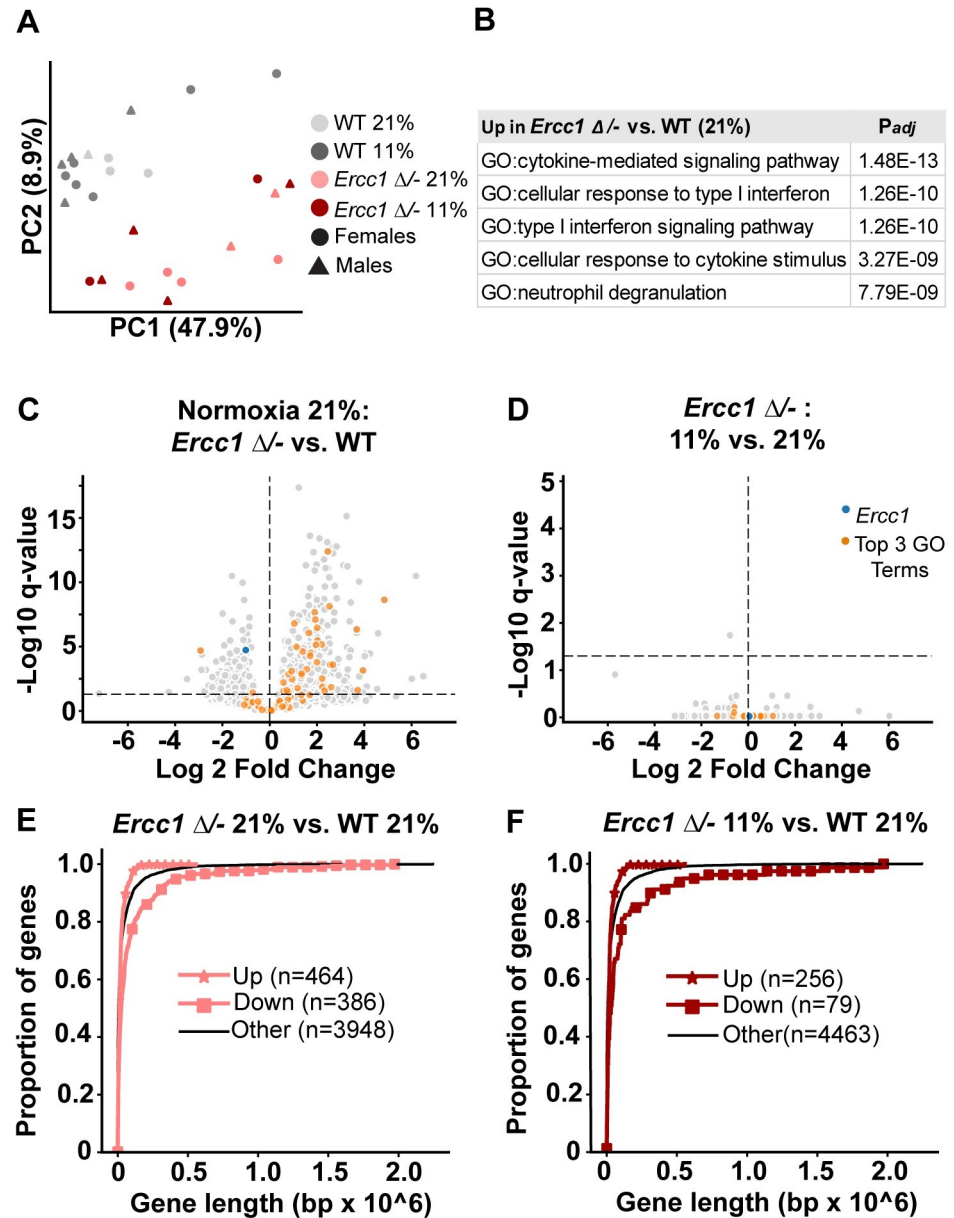 A
PC2 (8.9%)
PC1 (47.9%)
WT 21%
WT 11%
Ercc1 Δ/- 21%
Ercc1 Δ/- 11%
Females
Males
B
Up in Ercc1 Δ/- vs. WT (21%) Padj
GO:cytokine-mediated signaling pathway 1.48E-13
GO:cellular response to type I interferon 1.26E-10
GO:type I interferon signaling pathway 1.26E-10
GO:cellular response to cytokine stimulus 3.27E-09
GO:neutrophil degranulation 7.79E-09
C
Normoxia 21%:
Ercc1 Δ/- vs. WT
-Log10 q-value
15
10
5
0
-6 -4 -2 0 2 4 6
Log 2 Fold Change
D
Ercc1 Δ/- :
11% vs. 21%
-Log10 q-value
5
4
3
2
1
0
-6 -4 -2 0 2 4 6
Log 2 Fold Change
Ercc1
Top 3 GO
Terms
E
Ercc1 Δ/- 21% vs. WT 21%
Proportion of genes
1.0
0.8
0.6
0.4
0.2
0
Up (n=464)
Down (n=386)
Other (n=3948)
0 0.5 1.0 1.5 2.0
Gene length (bp x 10^6)
F
Ercc1 Δ/- 11% vs. WT 21%
Proportion of genes
1.0
0.8
0.6
0.4
0.2
0
Up (n=256)
Down (n=79)
Other(n=4463)
0 0.5 1.0 1.5 2.0
Gene length (bp x 10^6)